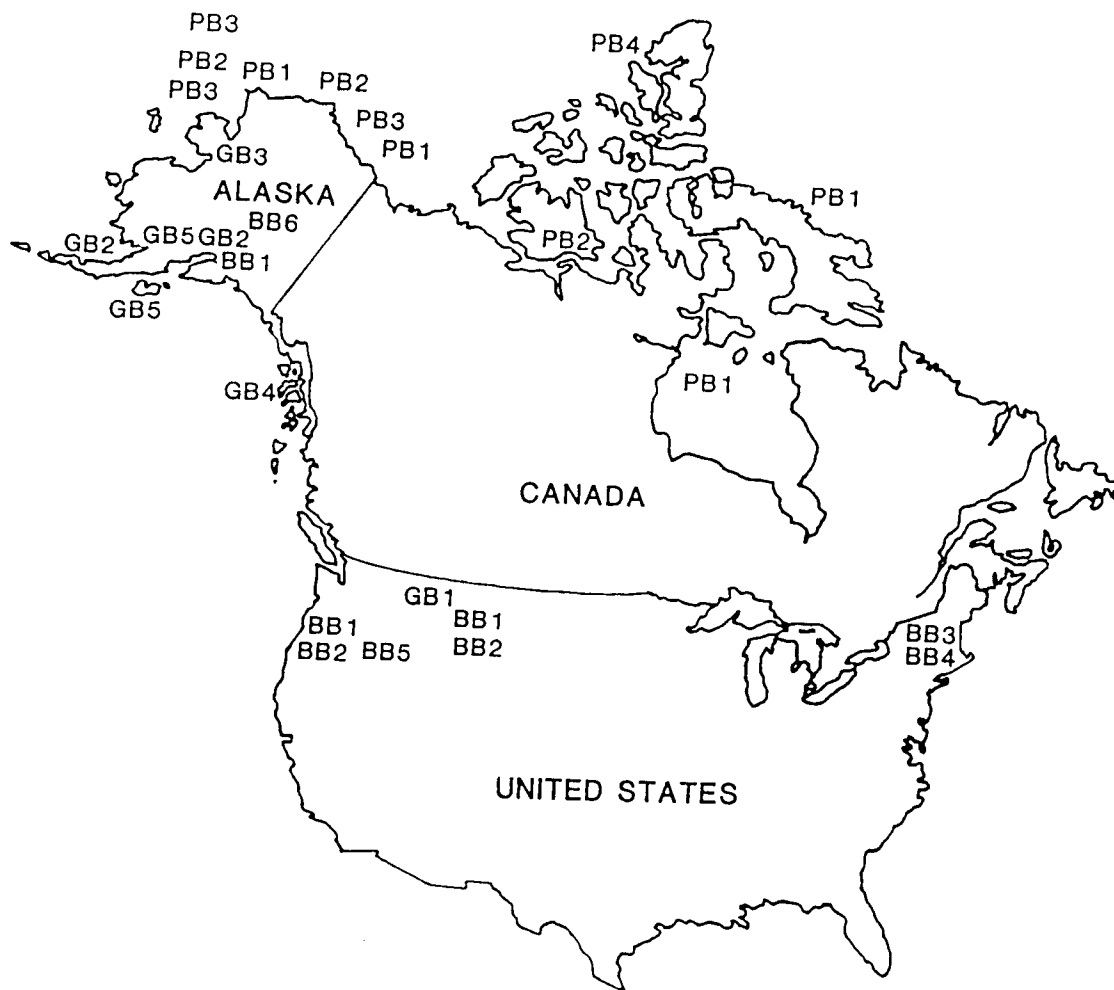 PB3
PB4
PB2 PB1 PB2
PB3
PB3
PB1
GB3
ALASKA
PB1
BB6
GB2 GB5 GB2
PB2
BB1
GB5
GB4
PB1
CANADA
GB1
BB1
BB1
BB3
BB2 BB5
BB2
BB4
UNITED STATES